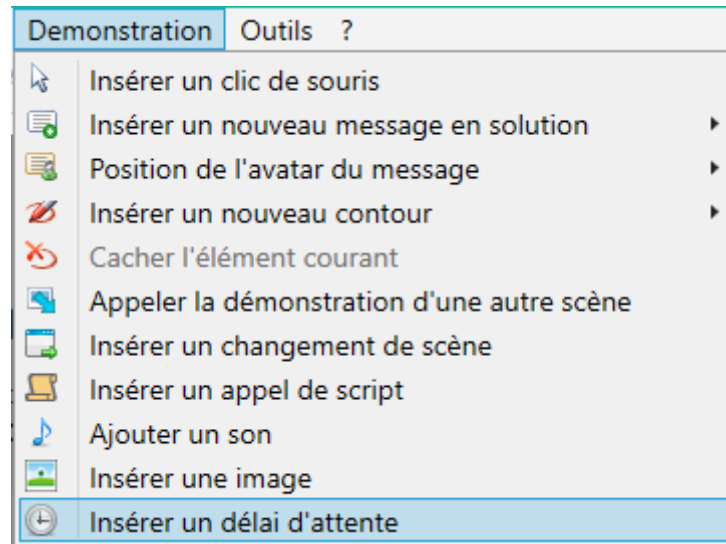 Demonstration Outils ?
Insérer un clic de souris
Insérer un nouveau message en solution
Position de l'avatar du message
Insérer un nouveau contour
Cacher l'élément courant
Appeler la démonstration d'une autre scène
Insérer un changement de scène
Insérer un appel de script
Ajouter un son
Insérer une image
Insérer un délai d'attente